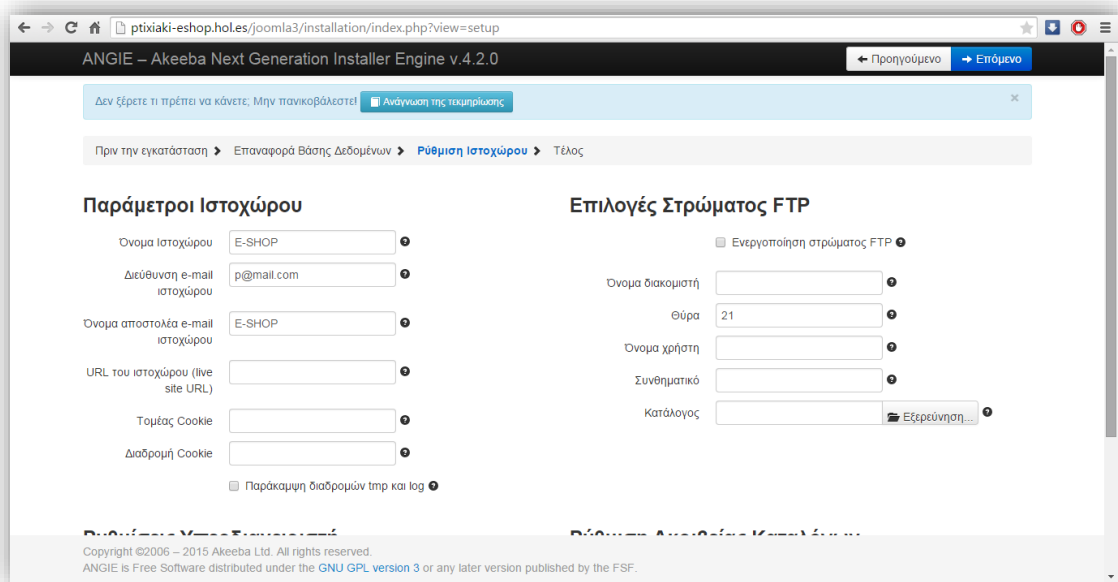 ptixiaki-eshop.hol.es/joomla3/installation/index.php?view=setup
ANGIE – Akeeba Next Generation Installer Engine v.4.2.0
Προηγούμενο
Επόμενο
Δεν ξέρετε τι πρέπει να κάνετε; Μην πανικοβάλεστε! Ανάγνωση της τεκμηρίωσης
Πριν την εγκατάσταση Επαναφορά Βάσης Δεδομένων Ρύθμιση Ιστοχώρου Τέλος
Παράμετροι Ιστοχώρου
Όνομα Ιστοχώρου E-SHOP
Διεύθυνση e-mail
ιστοχώρου
p@mail.com
Όνομα αποστολέα e-mail
ιστοχώρου
E-SHOP
URL του ιστοχώρου (live
site URL)
Τομέας Cookie
Διαδρομή Cookie
Παράκαμψη διαδρομών tmp και log
Επιλογές Στρώματος FTP
Ενεργοποίηση στρώματος FTP
Όνομα διακομιστή
Θύρα 21
Όνομα χρήστη
Συνθηματικό
Κατάλογος Εξερεύνηση...
Ρυθμίσεις Υπερδιαχειριστή
Ρύθμιση Ακριβείας Καταλόγων
Copyright ©2006 – 2015 Akeeba Ltd. All rights reserved.
ANGIE is Free Software distributed under the GNU GPL version 3 or any later version published by the FSF.